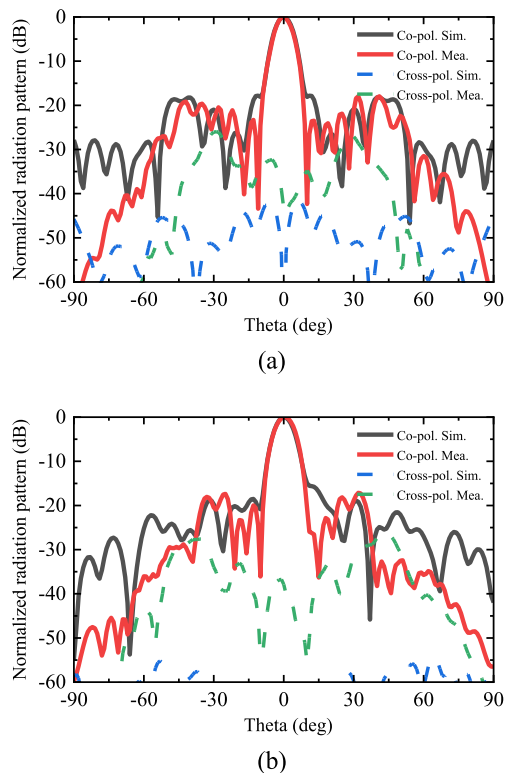 Normalized radiation pattern (dB)
0
-10
-20
-30
-40
-50
-60
Co-pol. Sim.
Co-pol. Mea.
Cross-pol. Sim.
Cross-pol. Mea.
-90 -60 -30 0 30 60 90
Theta (deg)
(a)
Normalized radiation pattern (dB)
0
-10
-20
-30
-40
-50
-60
Co-pol. Sim.
Co-pol. Mea.
Cross-pol. Sim.
Cross-pol. Mea.
-90 -60 -30 0 30 60 90
Theta (deg)
(b)